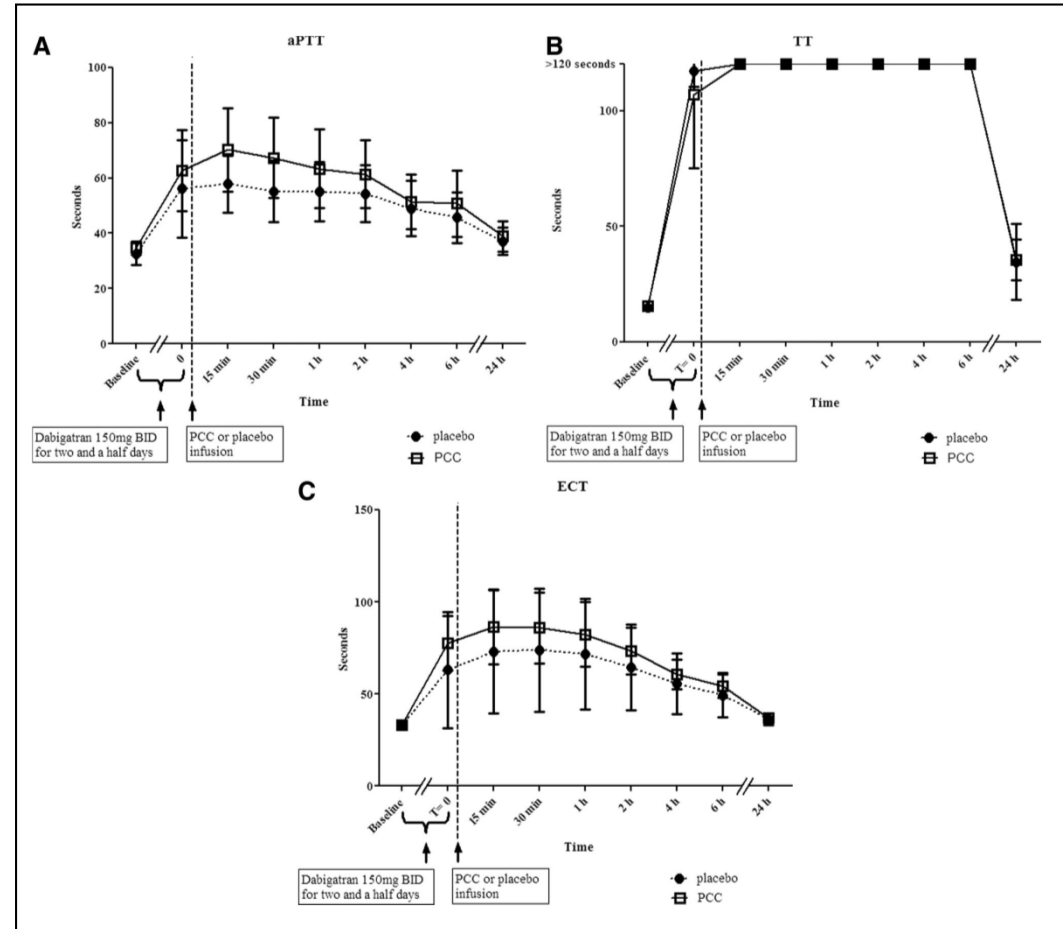 A
aPTT
100
80
60
40
20
0
Seconds
Baseline
0
15 min
30 min
1 h
2 h
4 h
6 h
24 h
Time
Dabigatran 150mg BID
for two and a half days
PCC or placebo
infusion
placebo
PCC
B
TT
>120 seconds
100
50
0
Seconds
Baseline
T= 0
15 min
30 min
1 h
2 h
4 h
6 h
24 h
Time
Dabigatran 150mg BID
for two and a half days
PCC or placebo
infusion
placebo
PCC
C
ECT
150
100
50
0
Seconds
Baseline
T= 0
15 min
30 min
1 h
2 h
4 h
6 h
24 h
Time
Dabigatran 150mg BID
for two and a half days
PCC or placebo
infusion
placebo
PCC